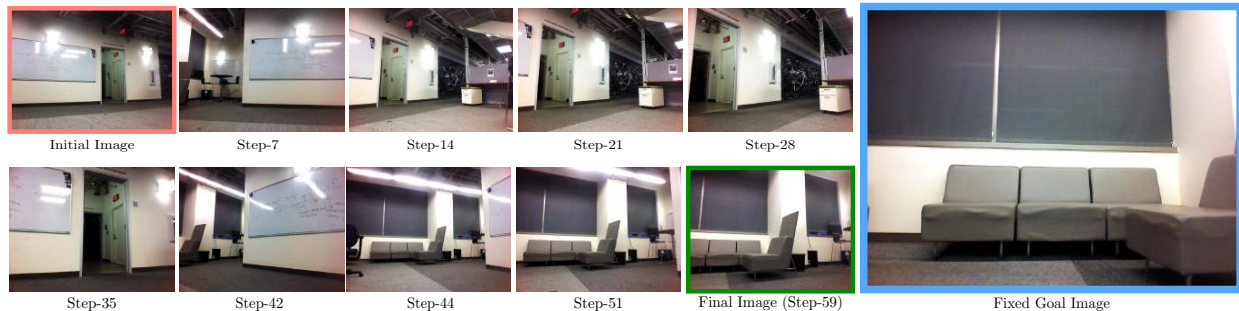 Initial Image
Step-7
Step-14
Step-21
Step-28
Step-35
Step-42
Step-44
Step-51
Final Image (Step-59)
Fixed Goal Image